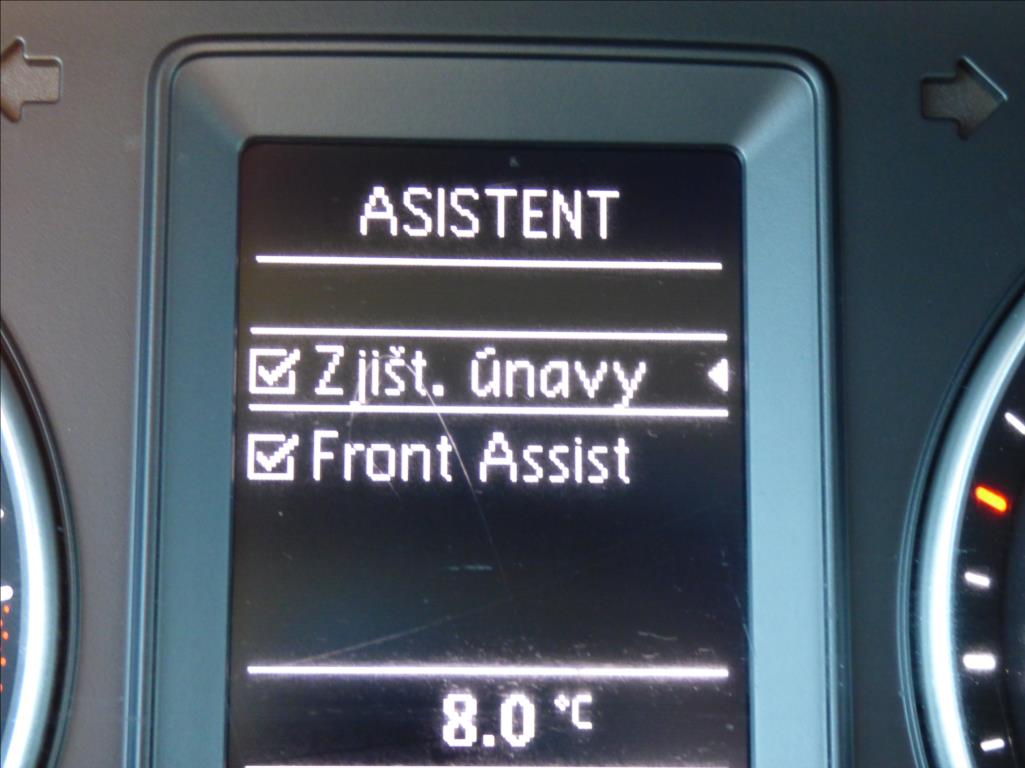 ASISTENT
Zjišt. únavy
Front Assist
8.0 °C